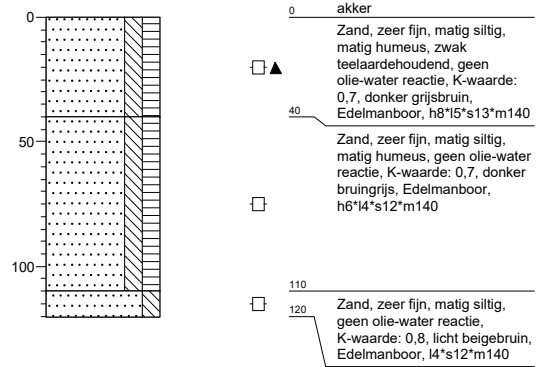 0
50
100
0 akker
Zand, zeer fijn, matig siltig,
matig humeus, zwak
teelaardehoudend, geen
olie-water reactie, K-waarde:
0,7, donker grijsbruin,
Edelmanboor, h8*l5*s13*m140
40
Zand, zeer fijn, matig siltig,
matig humeus, geen olie-water
reactie, K-waarde: 0,7, donker
bruingrijs, Edelmanboor,
h6*l4*s12*m140
110
Zand, zeer fijn, matig siltig,
geen olie-water reactie,
K-waarde: 0,8, licht beigebruin,
Edelmanboor, l4*s12*m140
120